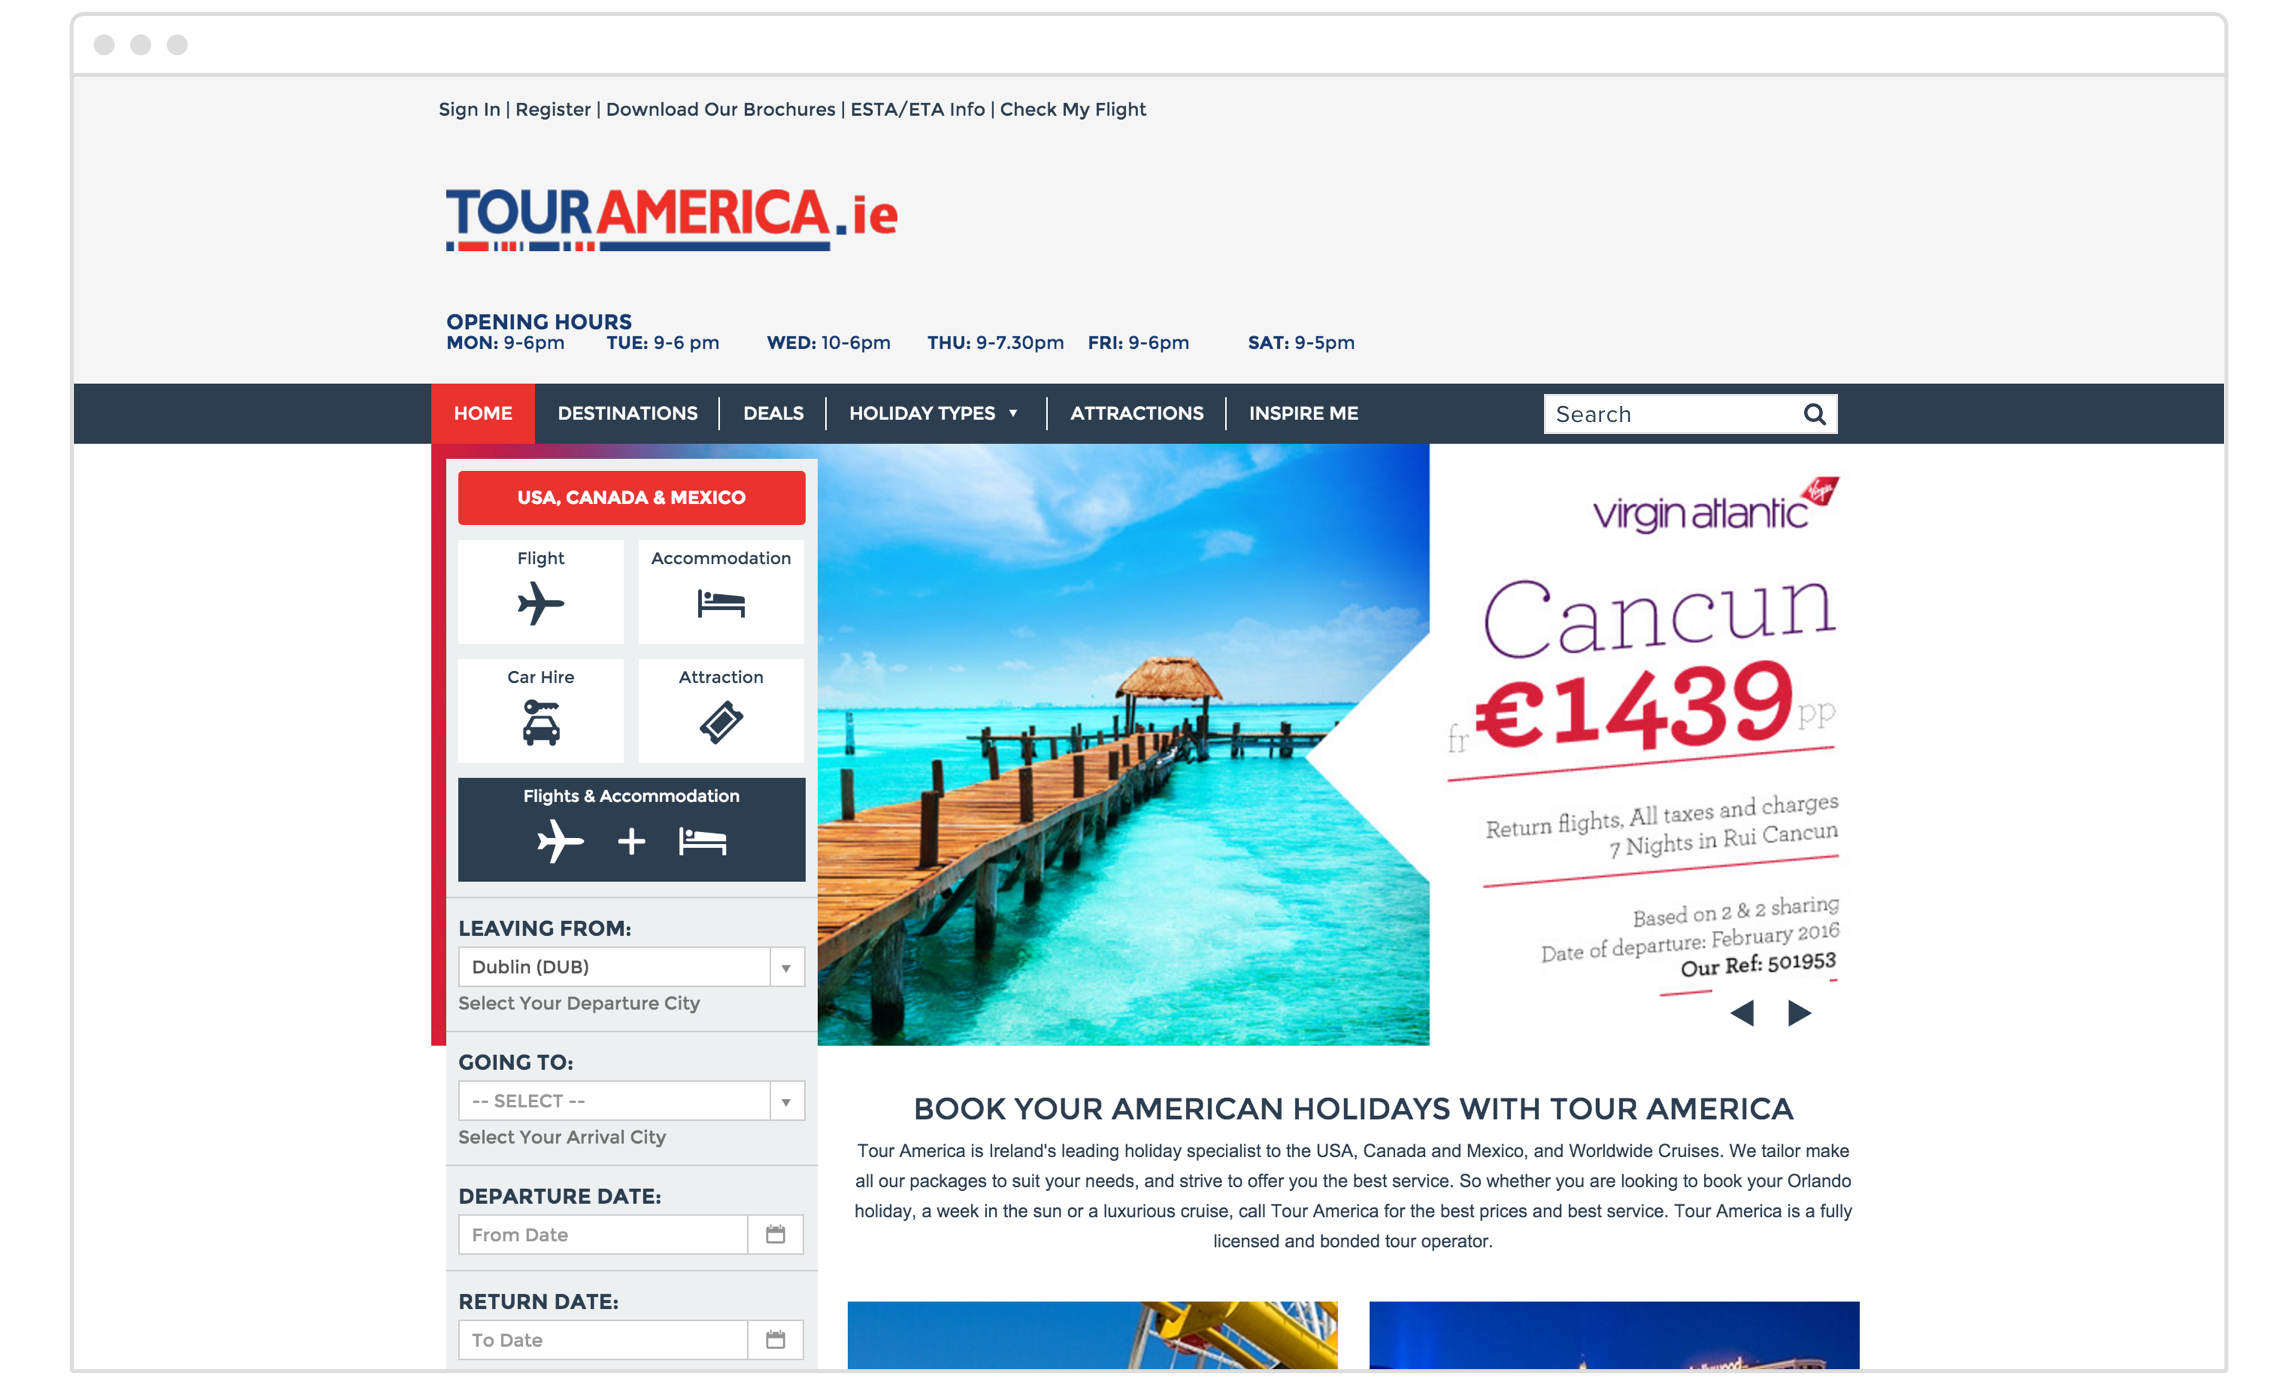 Sign In | Register | Download Our Brochures | ESTA/ETA Info | Check My Flight
TOUR AMERICA.ie
OPENING HOURS
MON: 9-6pm TUE: 9-6 pm WED: 10-6pm THU: 9-7.30pm FRI: 9-6pm SAT: 9-5pm
HOME DESTINATIONS DEALS HOLIDAY TYPES ▼ ATTRACTIONS INSPIRE ME Search
USA, CANADA & MEXICO
Flight Accommodation
Car Hire Attraction
Flights & Accommodation
+
LEAVING FROM:
Dublin (DUB)
Select Your Departure City
GOING TO:
-- SELECT --
Select Your Arrival City
DEPARTURE DATE:
From Date
RETURN DATE:
To Date
virgin atlantic
Virgin
Cancun
fr €1439 pp
Return flights, All taxes and charges
7 Nights in Rui Cancun
Based on 2 & 2 sharing
Date of departure: February 2016
Our Ref: 501953
BOOK YOUR AMERICAN HOLIDAYS WITH TOUR AMERICA
Tour America is Ireland's leading holiday specialist to the USA, Canada and Mexico, and Worldwide Cruises. We tailor make
all our packages to suit your needs, and strive to offer you the best service. So whether you are looking to book your Orlando
holiday, a week in the sun or a luxurious cruise, call Tour America for the best prices and best service. Tour America is a fully
licensed and bonded tour operator.